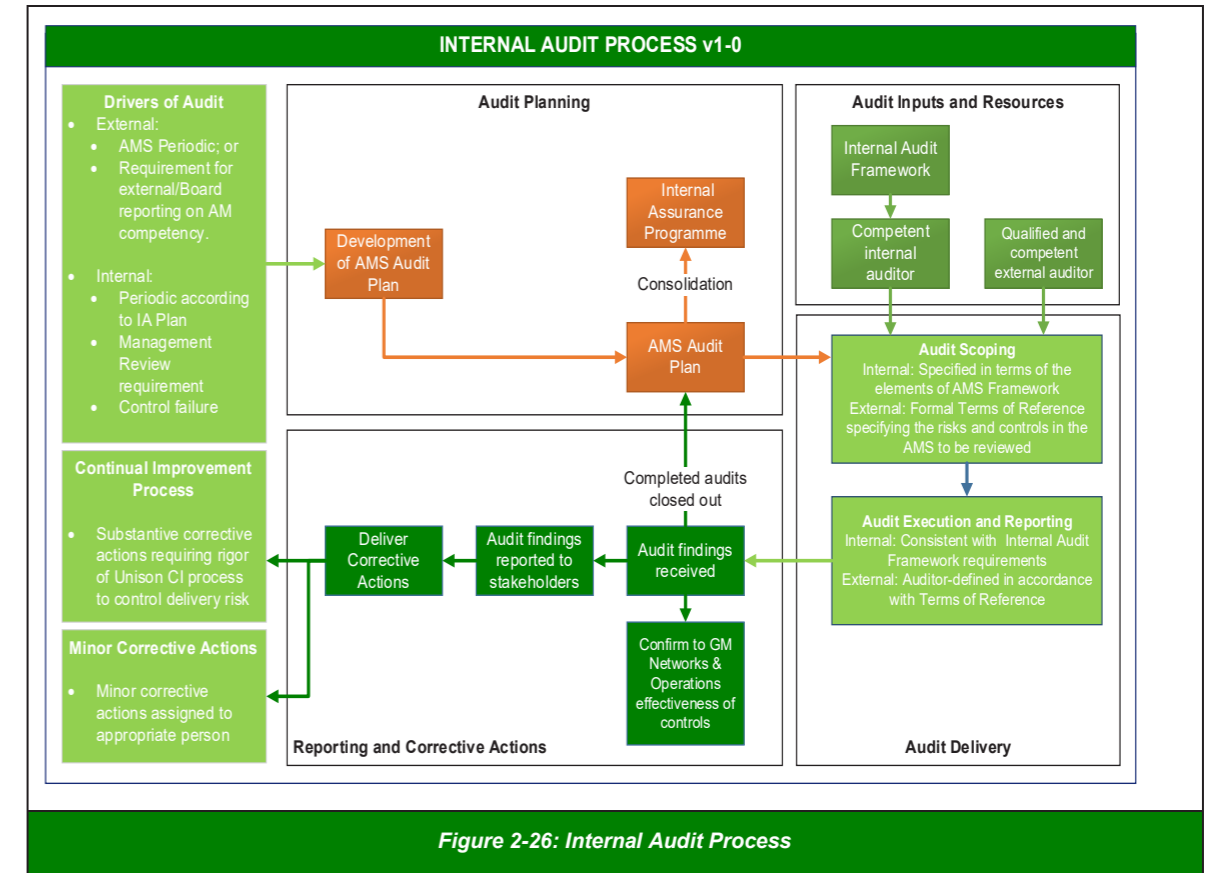 INTERNAL AUDIT PROCESS v1-0
Drivers of Audit
• External:
• AMS Periodic; or
• Requirement for
external/Board
reporting on AM
competency.
• Internal:
• Periodic according
to IA Plan
• Management
Review
requirement
• Control failure
Continual Improvement
Process
• Substantive corrective
actions requiring rigor
of Unison CI process
to control delivery risk
Minor Corrective Actions
• Minor corrective
actions assigned to
appropriate person
Audit Planning
Development
of AMS Audit
Plan
Internal
Assurance
Programme
Consolidation
AMS Audit
Plan
Audit Inputs and Resources
Internal Audit
Framework
Competent
internal
auditor
Qualified and
competent
external auditor
Audit Scoping
Internal: Specified in terms of the
elements of AMS Framework
External: Formal Terms of Reference
specifying the risks and controls in the
AMS to be reviewed
Audit Execution and Reporting
Internal: Consistent with Internal Audit
Framework requirements
External: Auditor-defined in accordance
with Terms of Reference
Audit Delivery
Completed audits
closed out
Audit findings
received
Audit findings
reported to
stakeholders
Deliver
Corrective
Actions
Confirm to GM
Networks &
Operations
effectiveness of
controls
Reporting and Corrective Actions
Figure 2-26: Internal Audit Process